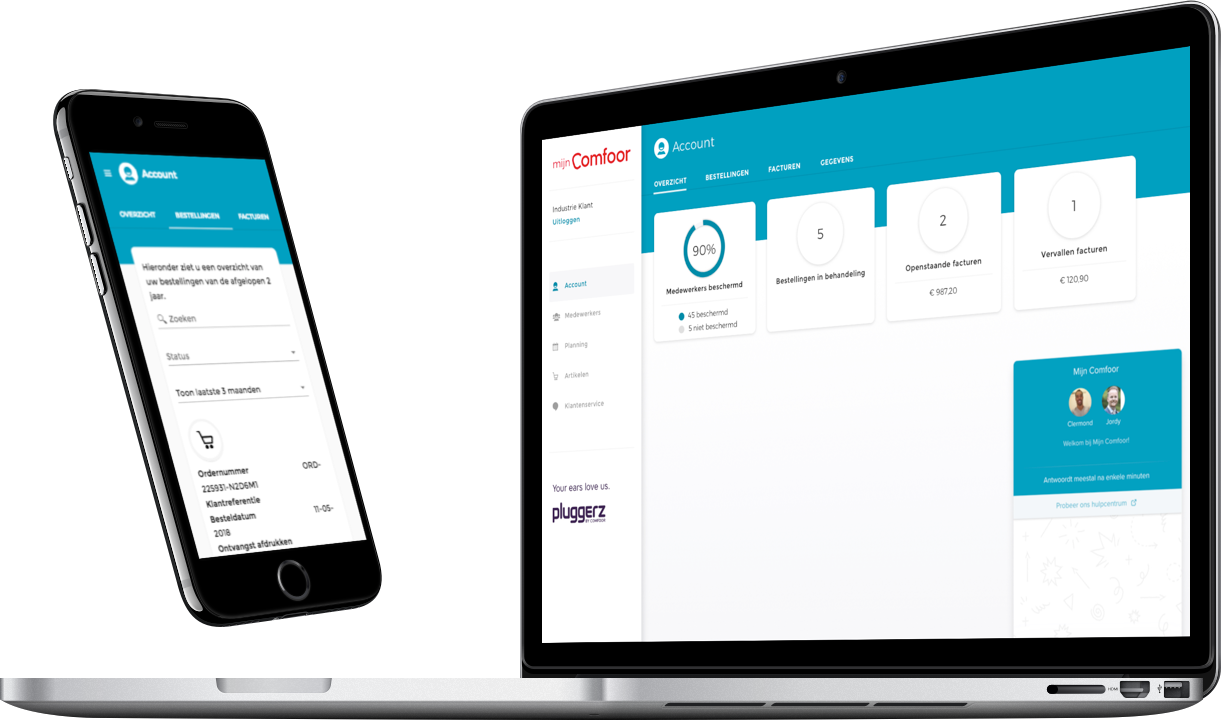 Account
OVERZICHT BESTELLINGEN FACTUREN
Hieronder ziet u een overzicht van
uw bestellingen van de afgelopen 2
jaar.
Zoeken
Status
Toon laatste 3 maanden
Ordernummer ORD-
225931-N2D6M1
Klantreferentie
Besteldatum 11-05-
2018
Ontvangst afdrukken
mijn Comfoor
Industrie Klant
Uitloggen
Account
Medewerkers
Planning
Artikelen
Klantenservice
Your ears love us.
pluggerz
BY COMFOOR
Account
OVERZICHT BESTELLINGEN FACTUREN GEGEVENS
90%
Medewerkers beschermd
45 beschermd
5 niet beschermd
5
Bestellingen in behandeling
2
Openstaande facturen
€ 987,20
1
Vervallen facturen
€ 120,90
Mijn Comfoor
Clermond Jordy
Welkom bij Mijn Comfoor!
Antwoordt meestal na enkele minuten
Probeer ons hulpcentrum
HDMI